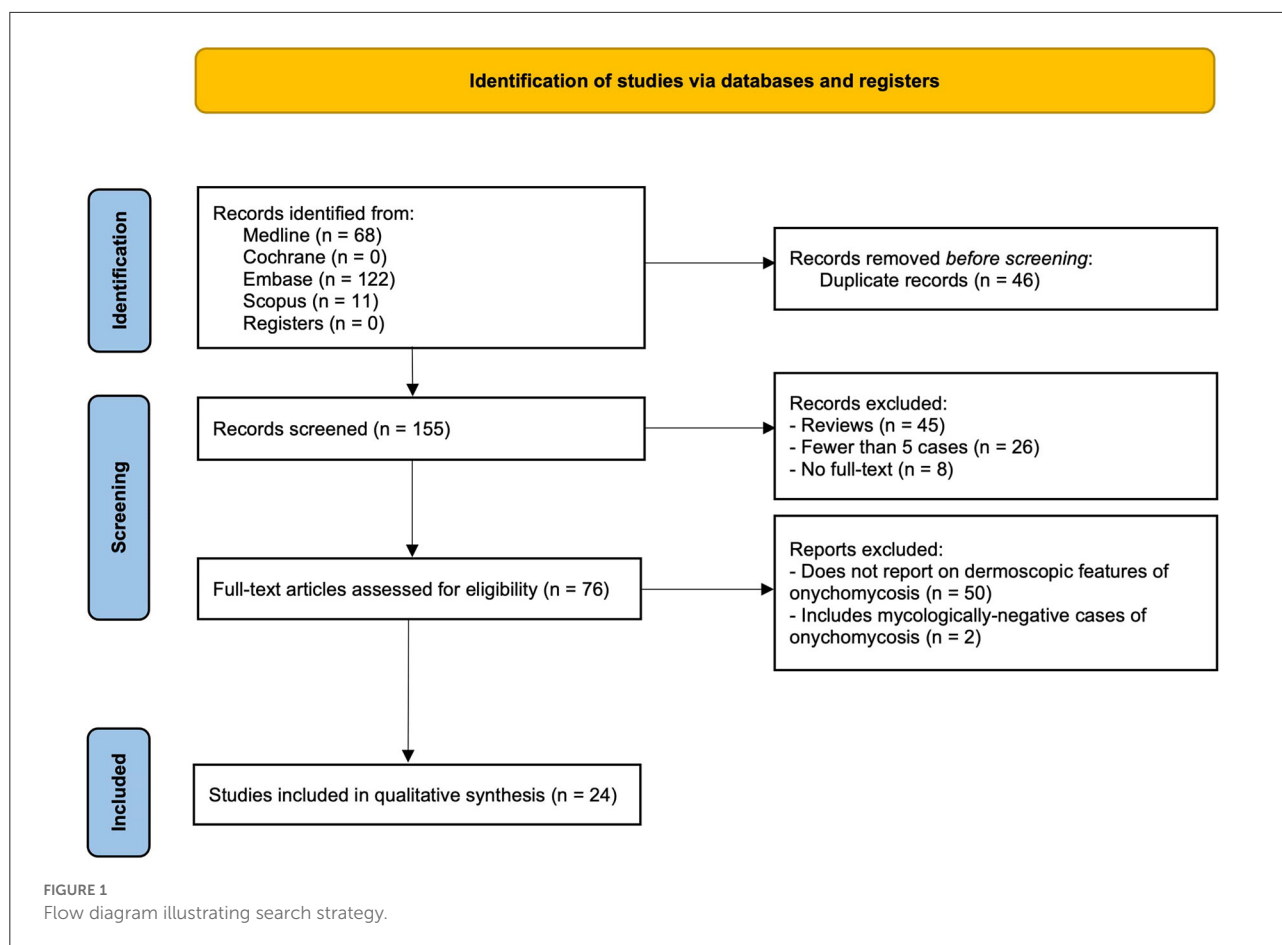 Identification of studies via databases and registers
Identification
Records identified from:
Medline (n = 68)
Cochrane (n = 0)
Embase (n = 122)
Scopus (n = 11)
Registers (n = 0)
Records removed before screening:
Duplicate records (n = 46)
Screening
Records screened (n = 155)
Records excluded:
- Reviews (n = 45)
- Fewer than 5 cases (n = 26)
- No full-text (n = 8)
Full-text articles assessed for eligibility (n = 76)
Reports excluded:
- Does not report on dermoscopic features of
onychomycosis (n = 50)
- Includes mycologically-negative cases of
onychomycosis (n = 2)
Included
Studies included in qualitative synthesis (n = 24)
FIGURE 1
Flow diagram illustrating search strategy.